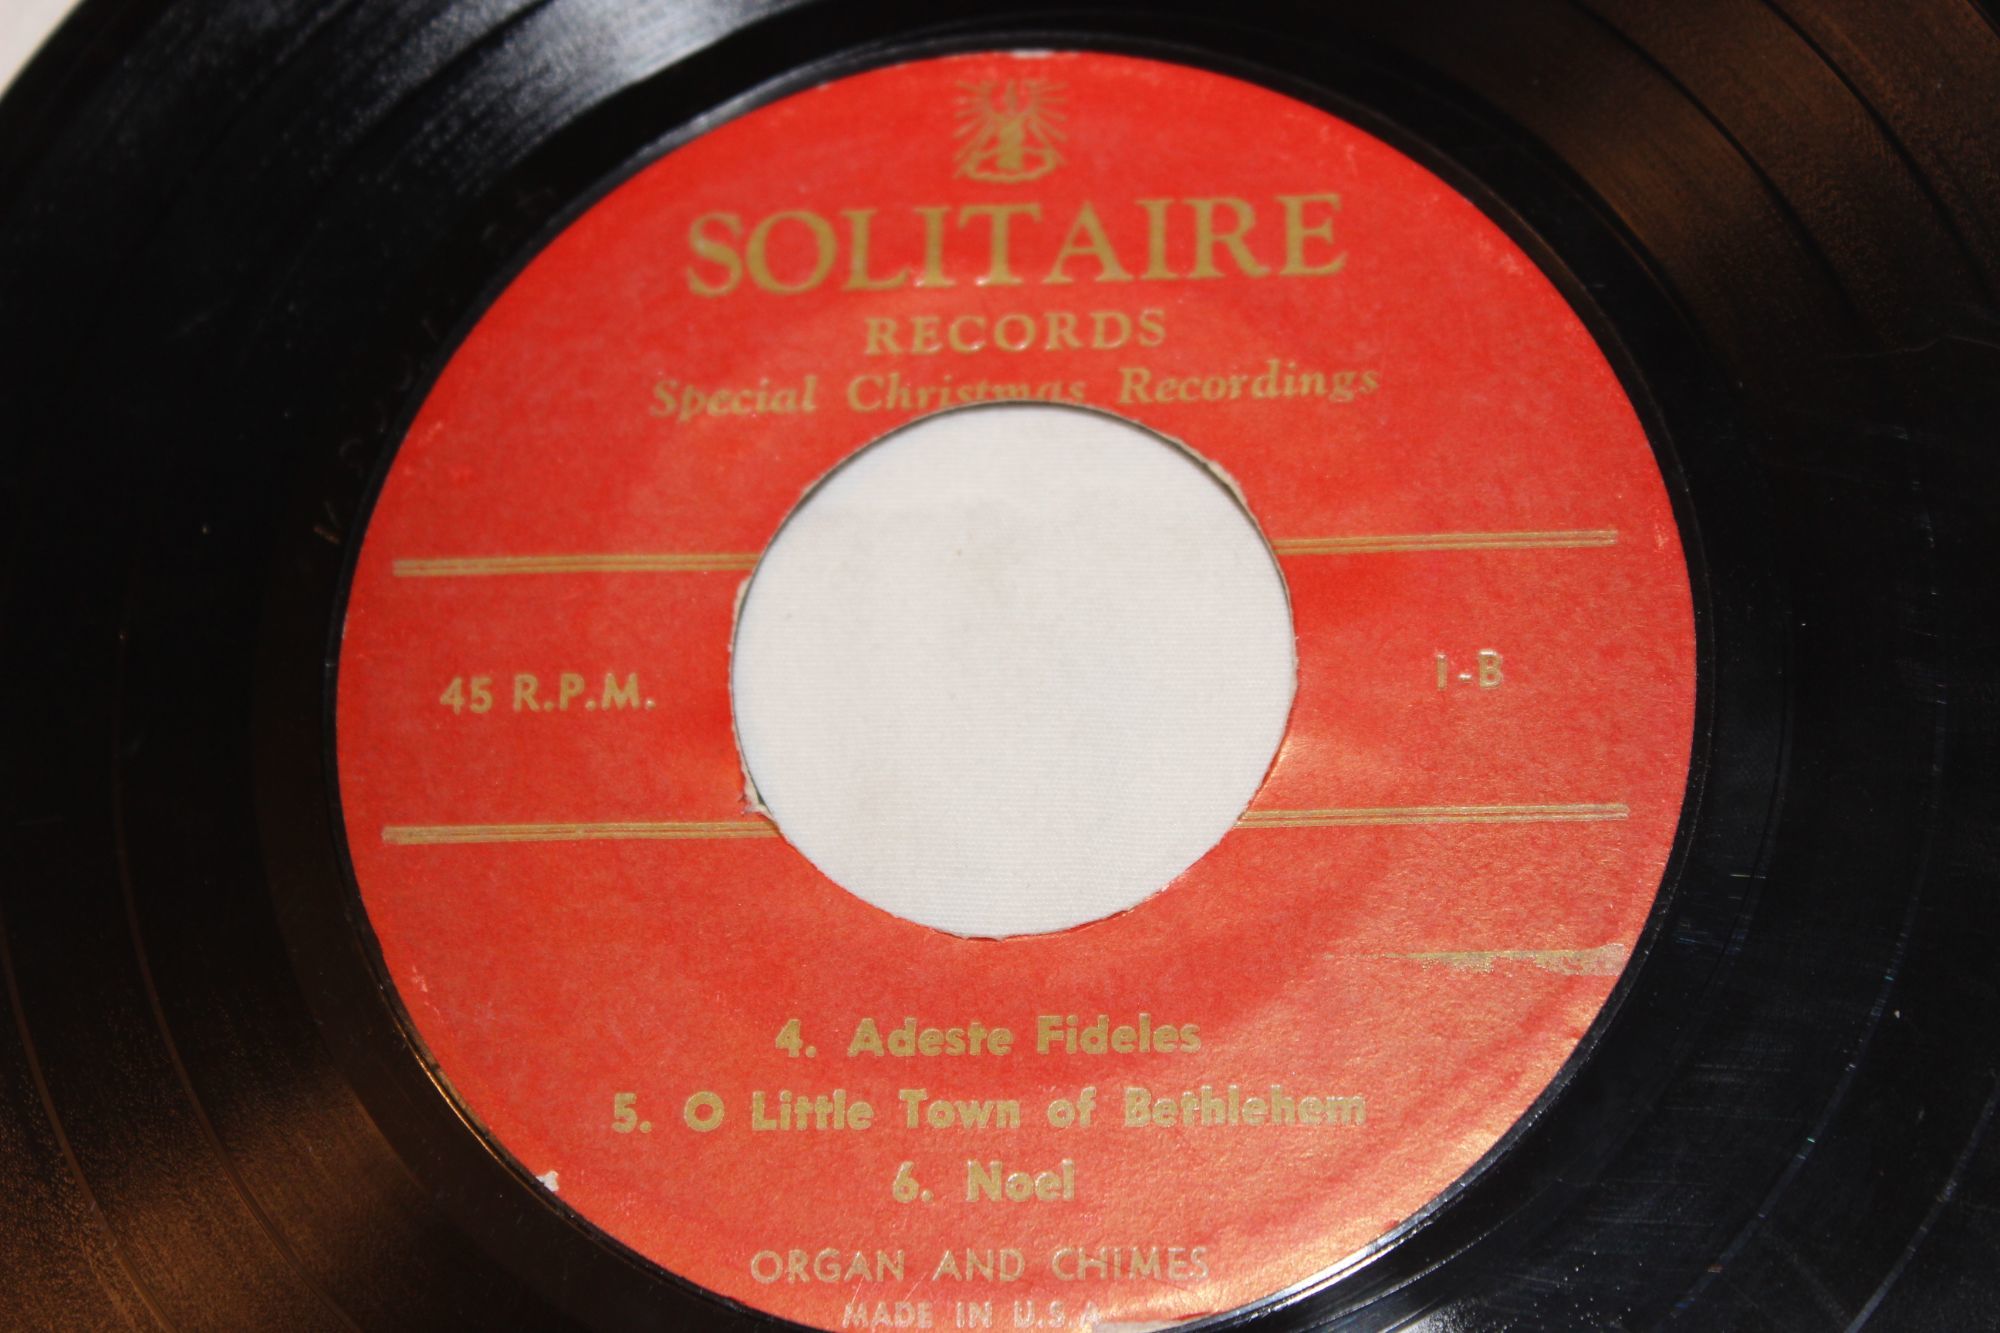 SOLITAIRE
RECORDS
Special Christmas Recordings
45 R.P.M.
1-B
4. Adeste Fideles
5. O Little Town of Bethlehem
6. Noel
ORGAN AND CHIMES
MADE IN U.S.A